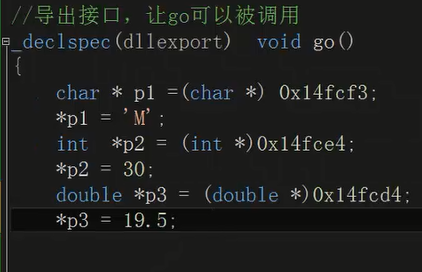 //导出接口，让go可以被调用
_declspec(dllexport)  void go()
{
char * p1 =(char *) 0x14fcf3;
*p1 = 'M';
int  *p2 = (int *)0x14fce4;
*p2 = 30;
double *p3 = (double *)0x14fcd4;
*p3 = 19.5;